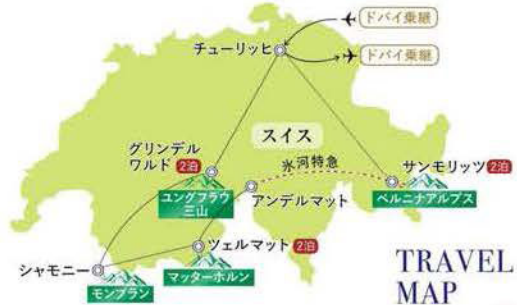 ドバイ乗継
ドバイ乗継
チューリッヒ
スイス
グリンデル
ワルド 2泊
氷河特急
サンモリッツ 2泊
ユングフラウ
三山
アンデルマット
ベルニナアルプス
ツェルマット 2泊
シャモニー
モンブラン
マッターホルン
TRAVEL
MAP